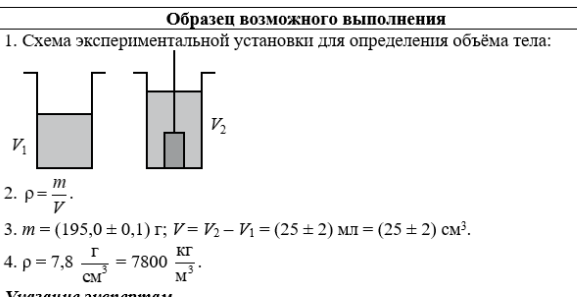 Образец возможного выполнения
1. Схема экспериментальной установки для определения объёма тела:
V₁
V₂
2. ρ = m/V.
3. m = (195,0 ± 0,1) г; V = V₂ – V₁ = (25 ± 2) мл = (25 ± 2) см³.
4. ρ = 7,8 г/см³ = 7800 кг/м³.
Указание экспертам